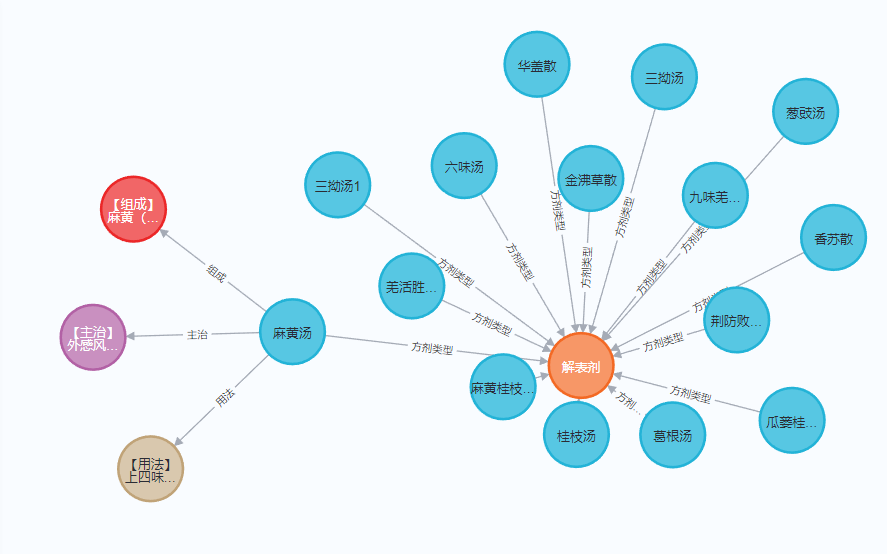 华盖散
三拗汤
葱豉汤
六味汤
金沸草散
三拗汤1
九味羌…
【组成】
麻黄（…
香苏散
方剂类型
方剂类型
方剂类型
方剂类
方剂类型
方剂类型
方剂类型
组成
羌活胜…
方剂类型
方剂类
荆防败…
方剂类型
【主治】
外感风…
主治
麻黄汤
方剂类型
方剂类型
解表剂
麻黄桂枝…
用法
方剂…
方剂类型
桂枝汤
葛根汤
瓜蒌桂…
【用法】
上四味…